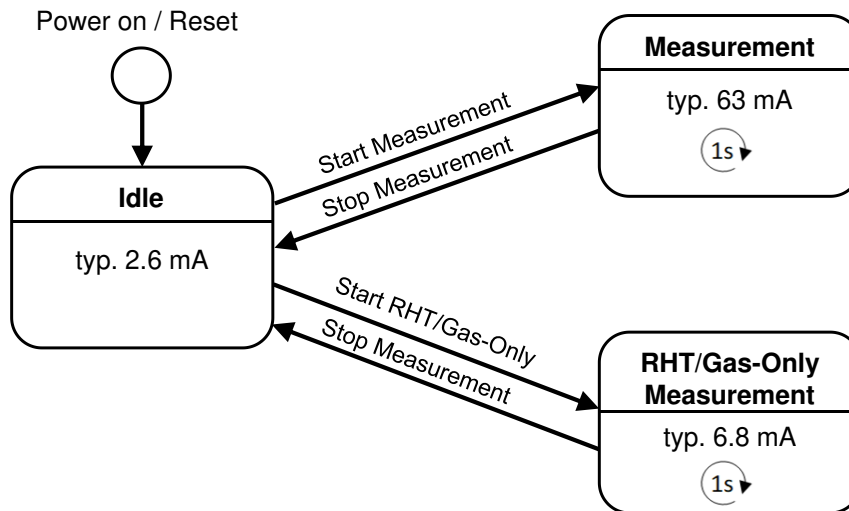 Power on / Reset
Measurement
typ. 63 mA
1s
Start Measurement
Stop Measurement
Idle
typ. 2.6 mA
Start RHT/Gas-Only
Stop Measurement
RHT/Gas-Only
Measurement
typ. 6.8 mA
1s